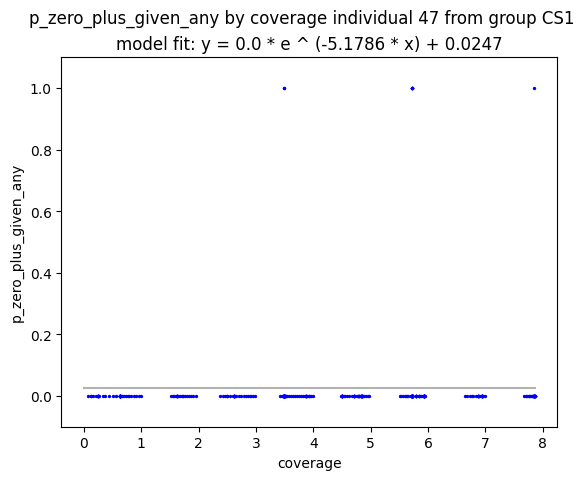 p_zero_plus_given_any by coverage individual 47 from group CS1
model fit: y = 0.0 * e ^ (-5.1786 * x) + 0.0247
1.0
0.8
0.6
0.4
0.2
0.0
p_zero_plus_given_any
0 1 2 3 4 5 6 7 8
coverage